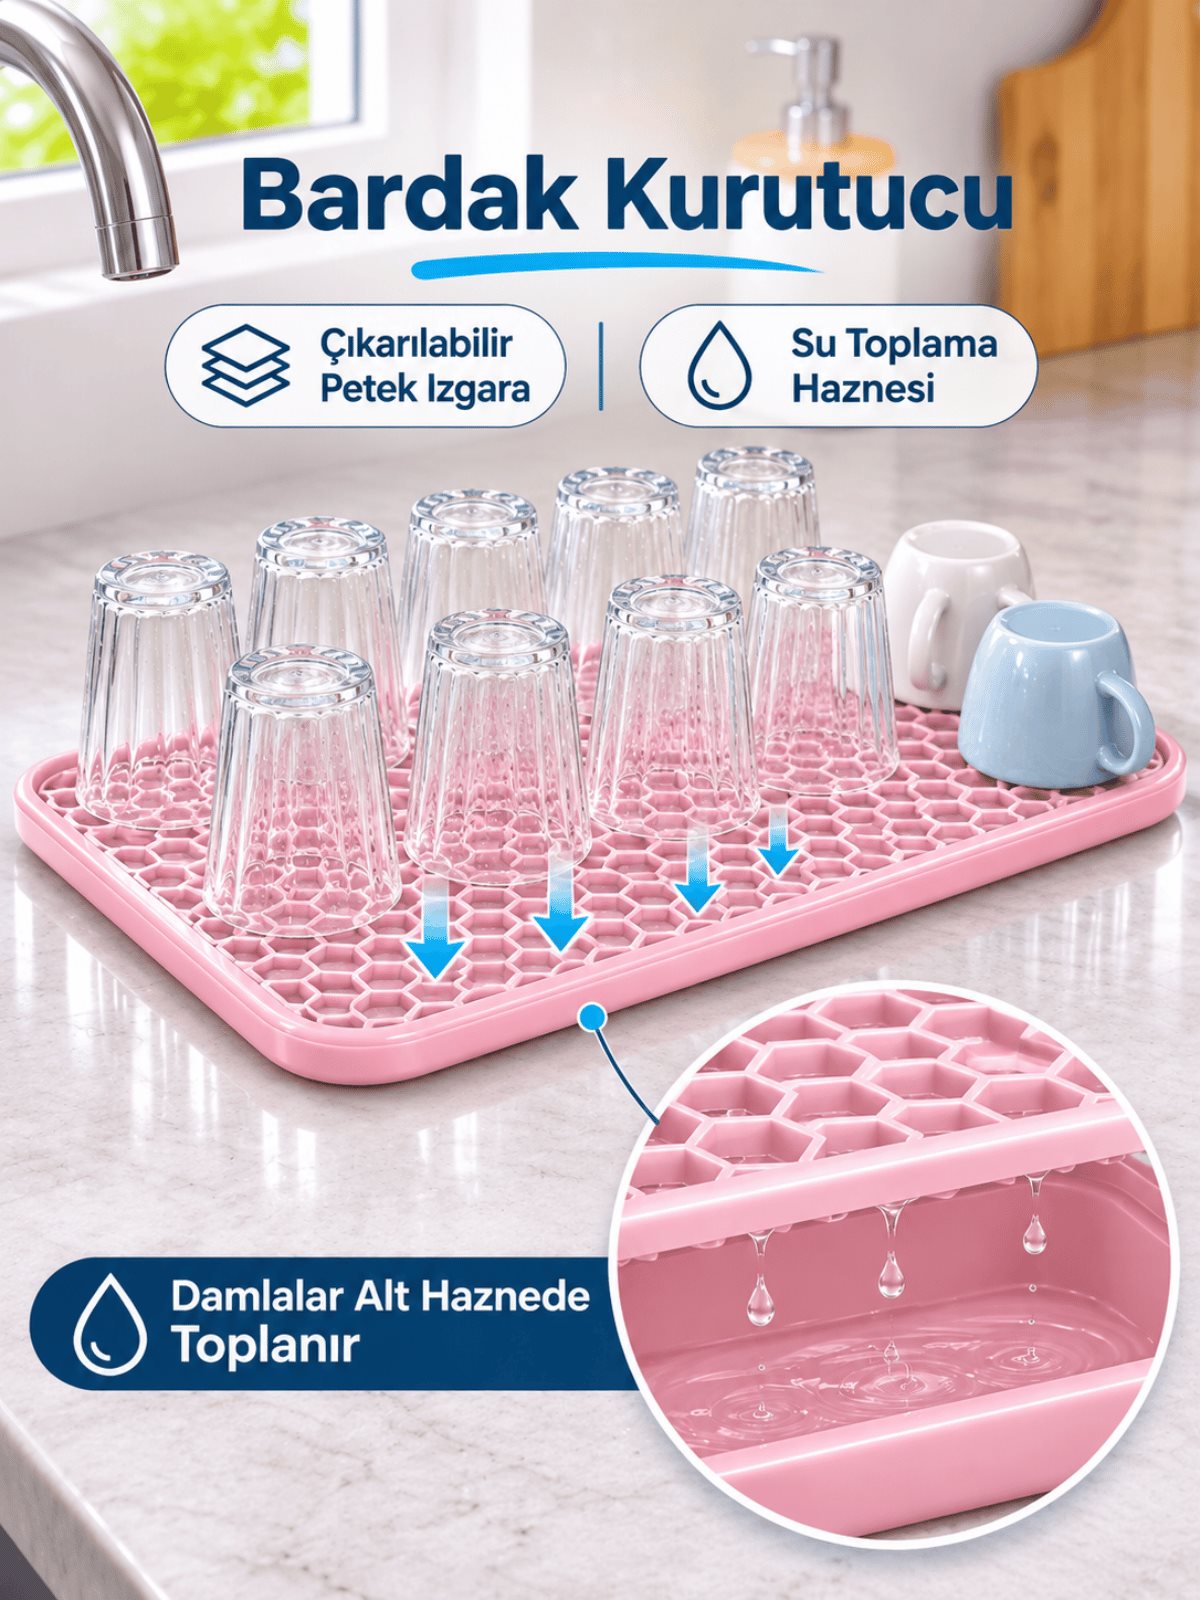 Bardak Kurutucu
Çıkarılabilir
Petek Izgara
Su Toplama
Haznesi
Damlalar Alt Haznede
Toplanır